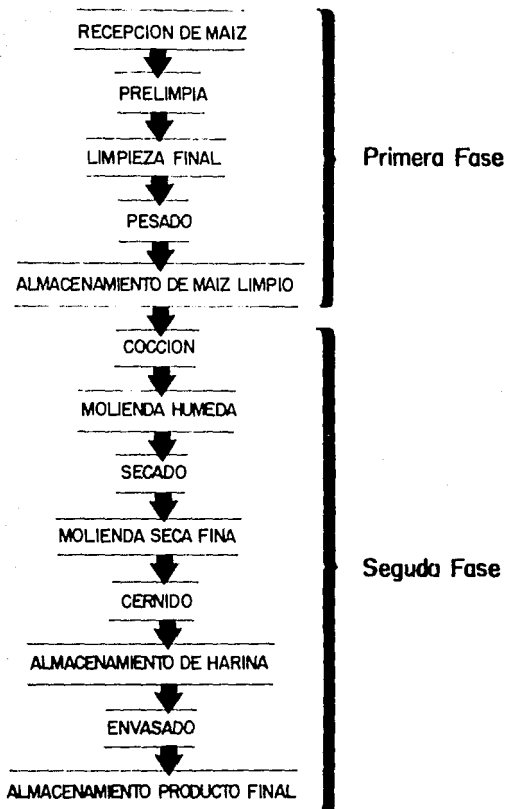 RECEPCION DE MAIZ
PRELIMPIA
LIMPIEZA FINAL
PESADO
ALMACENAMIENTO DE MAIZ LIMPIO
Primera Fase
COCCION
MOLIENDA HUMEDA
SECADO
MOLIENDA SECA FINA
CERNIDO
ALMACENAMIENTO DE HARINA
ENVASADO
ALMACENAMIENTO PRODUCTO FINAL
Seguda Fase